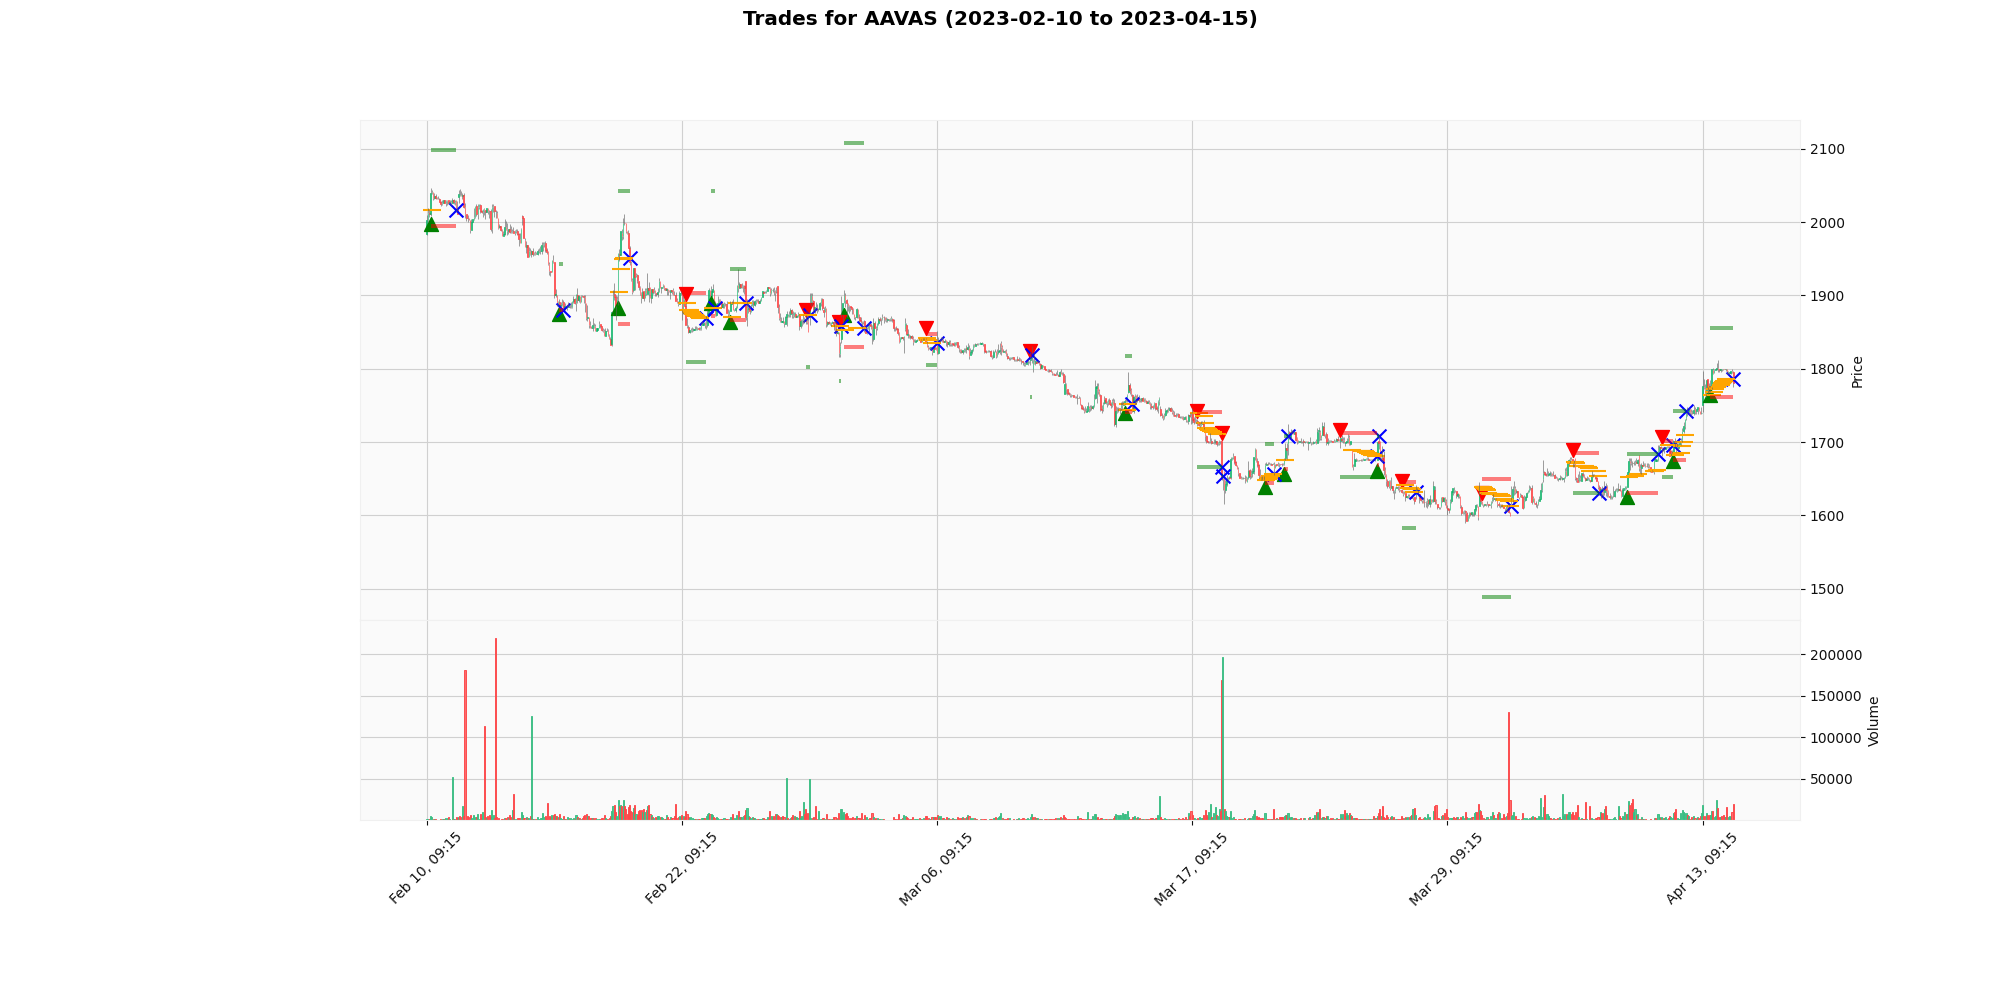 Trades for AAVAS (2023-02-10 to 2023-04-15)
2100
2000
1900
1800
1700
1600
1500
Price
200000
150000
100000
50000
Volume
Feb 10, 09:15
Feb 22, 09:15
Mar 06, 09:15
Mar 17, 09:15
Mar 29, 09:15
Apr 13, 09:15